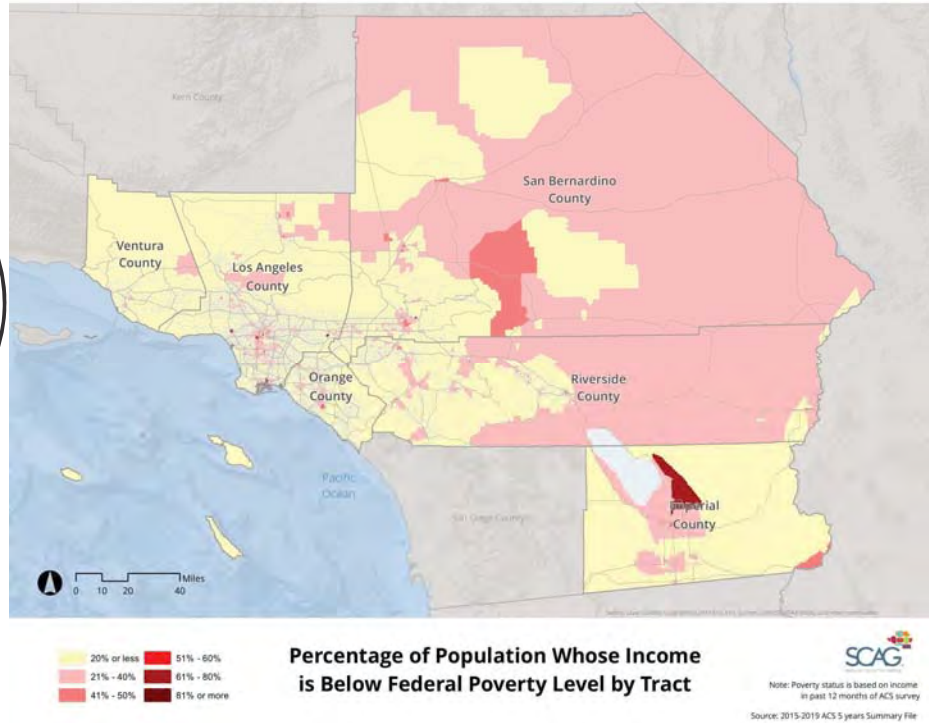 Kern County
San Bernardino
County
Ventura
County
Los Angeles
County
Orange
County
Riverside
County
Pacific
Ocean
San Diego County
Imperial
County
Miles
0 10 20 40
20% or less
21% - 40%
41% - 50%
51% - 60%
61% - 80%
81% or more
Percentage of Population Whose Income
is Below Federal Poverty Level by Tract
SCAG
Note: Poverty status is based on income
in past 12 months of ACS survey
Source: 2015-2019 ACS 5 years Summary File